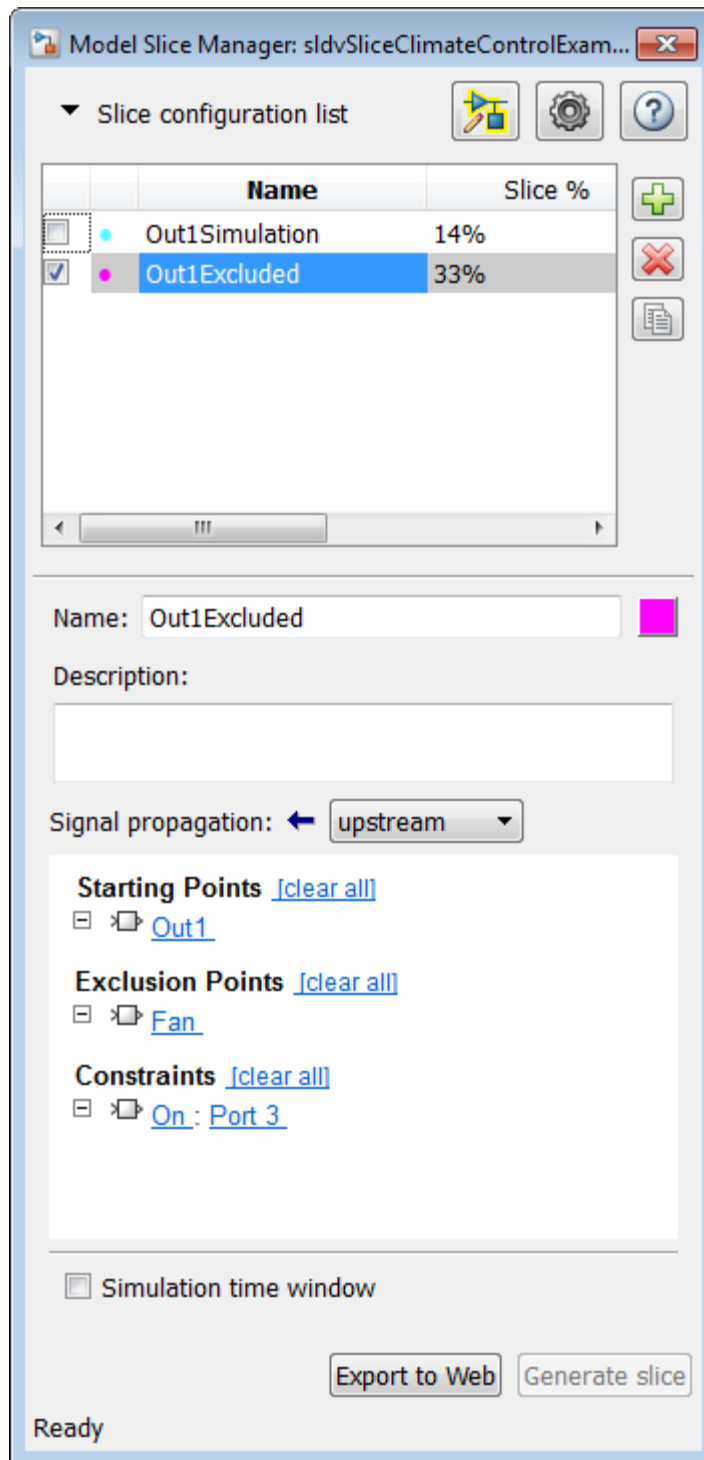 Model Slice Manager: sldvSliceClimateControlExam...
Slice configuration list
Name Slice %
Out1Simulation 14%
Out1Excluded 33%
Name: Out1Excluded
Description:
Signal propagation: upstream
Starting Points [clear all]
Out1
Exclusion Points [clear all]
Fan
Constraints [clear all]
On : Port 3
Simulation time window
Export to Web Generate slice
Ready